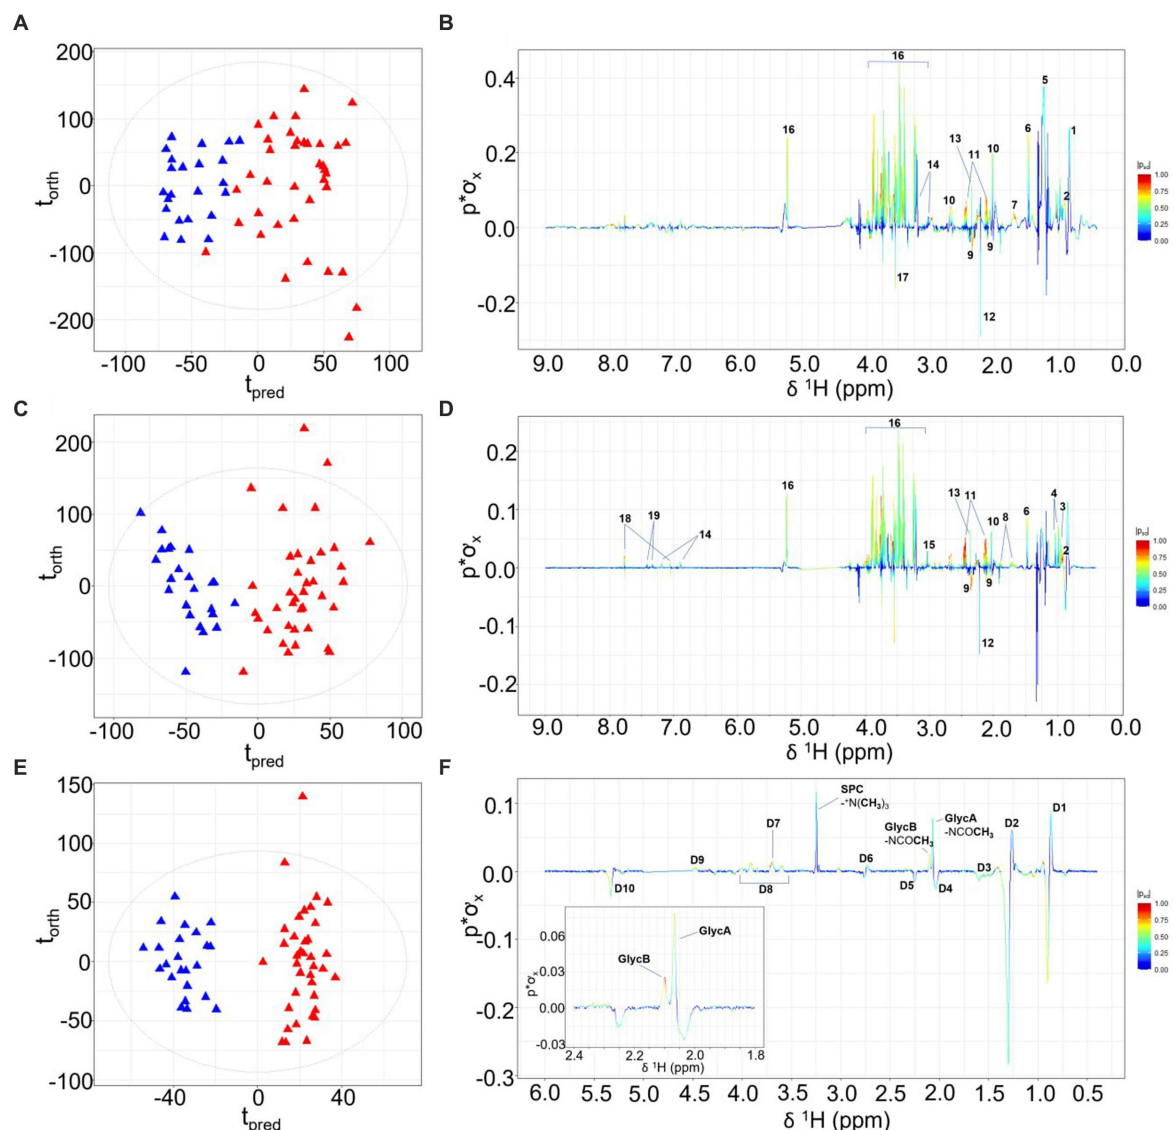 A
B
200
100
0
-100
-200
t_orth
-100 -50 0 50 100
t_pred
0.4
0.2
0.0
-0.2
p*σ'x
16
16
5
6
1
13
11
10
14
10
7
2
9
9
17
12
9.0 8.0 7.0 6.0 5.0 4.0 3.0 2.0 1.0 0.0
δ ¹H (ppm)
1.00
0.75
0.50
0.25
0.00
C
D
200
100
0
-100
t_orth
-100 -50 0 50 100
t_pred
0.2
0.1
0.0
-0.1
-0.2
p*σ'x
16
16
18 19 14
13 11 10 8 6 4 3
15
2
9 9
12
9.0 8.0 7.0 6.0 5.0 4.0 3.0 2.0 1.0 0.0
δ ¹H (ppm)
1.00
0.75
0.50
0.25
0.00
E
F
150
100
50
0
-50
-100
t_orth
-40 0 40
t_pred
0.1
0.0
-0.1
-0.2
-0.3
p*σ'x
SPC
-⁺N(CH₃)₃
GlycB
-NCOCH₃
GlycA
-NCOCH₃
D1
D2
D3
D4
D5
D6
D7
D8
D9
D10
0.06
0.03
0.00
-0.03
p*σ'x
GlycA
GlycB
2.4 2.2 2.0 1.8
δ ¹H (ppm)
6.0 5.5 5.0 4.5 4.0 3.5 3.0 2.5 2.0 1.5 1.0 0.5
δ ¹H (ppm)
1.00
0.75
0.50
0.25
0.00